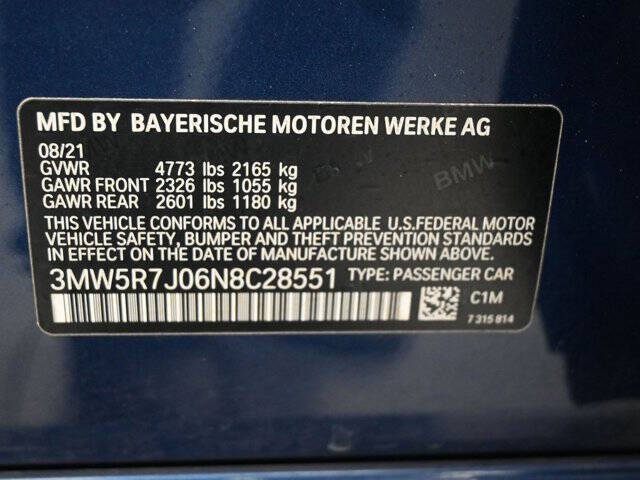 MFD BY BAYERISCHE MOTOREN WERKE AG
08/21
GVWR 4773 lbs 2165 kg
GAWR FRONT 2326 lbs 1055 kg
GAWR REAR 2601 lbs 1180 kg
BMW
THIS VEHICLE CONFORMS TO ALL APPLICABLE U.S.FEDERAL MOTOR
VEHICLE SAFETY, BUMPER AND THEFT PREVENTION STANDARDS
IN EFFECT ON THE DATE OF MANUFACTURE SHOWN ABOVE.
3MW5R7J06N8C28551 TYPE: PASSENGER CAR
C1M
7 315 814